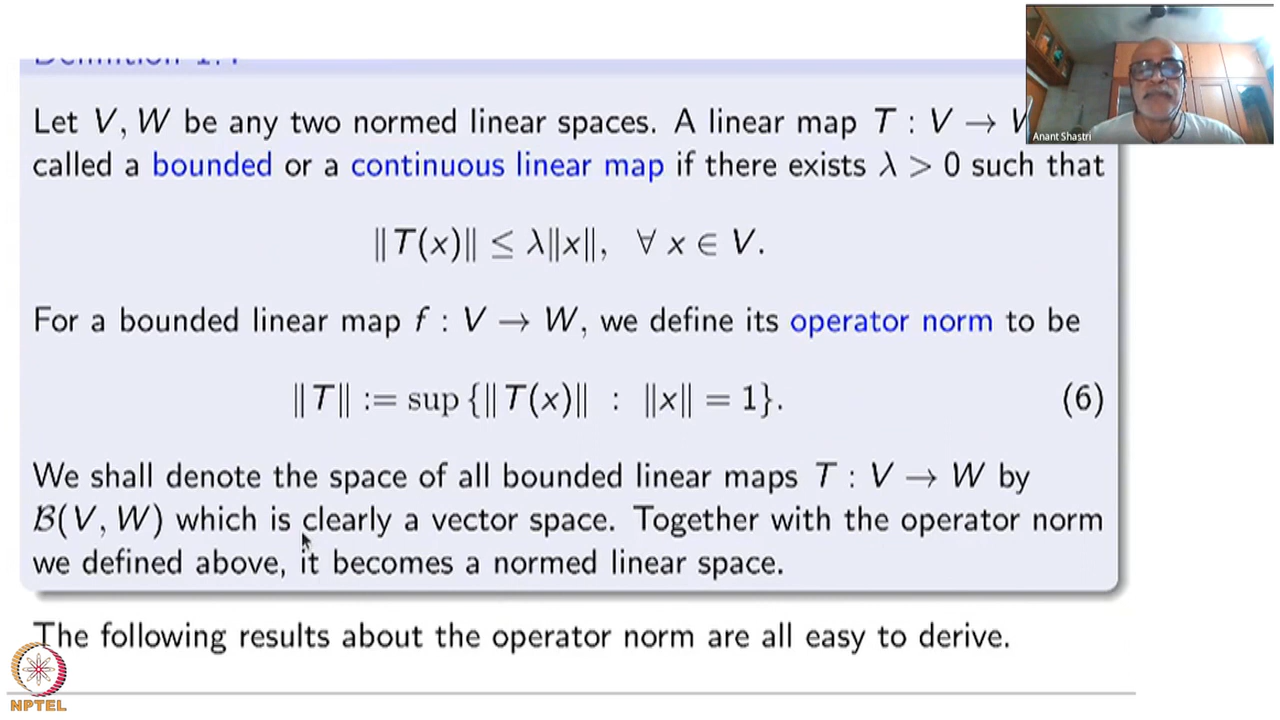 Definition 1.4
Let V, W be any two normed linear spaces. A linear map T : V → W
called a bounded or a continuous linear map if there exists λ > 0 such that
‖T(x)‖ ≤ λ‖x‖, ∀ x ∈ V.
For a bounded linear map f : V → W, we define its operator norm to be
‖T‖ := sup {‖T(x)‖ : ‖x‖ = 1}. (6)
We shall denote the space of all bounded linear maps T : V → W by
ℬ(V, W) which is clearly a vector space. Together with the operator norm
we defined above, it becomes a normed linear space.
The following results about the operator norm are all easy to derive.
Anant Shastri
NPTEL